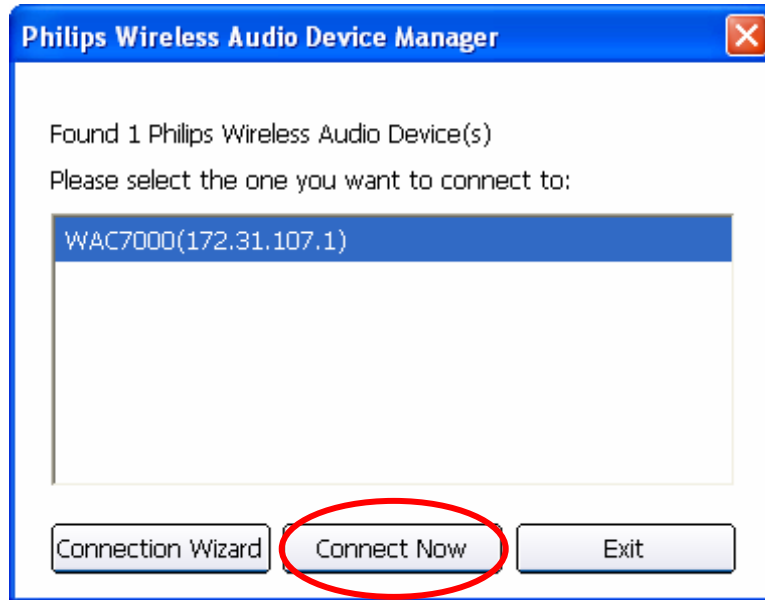 Philips Wireless Audio Device Manager
Found 1 Philips Wireless Audio Device(s)
Please select the one you want to connect to:
WAC7000(172.31.107.1)
Connection Wizard Connect Now Exit